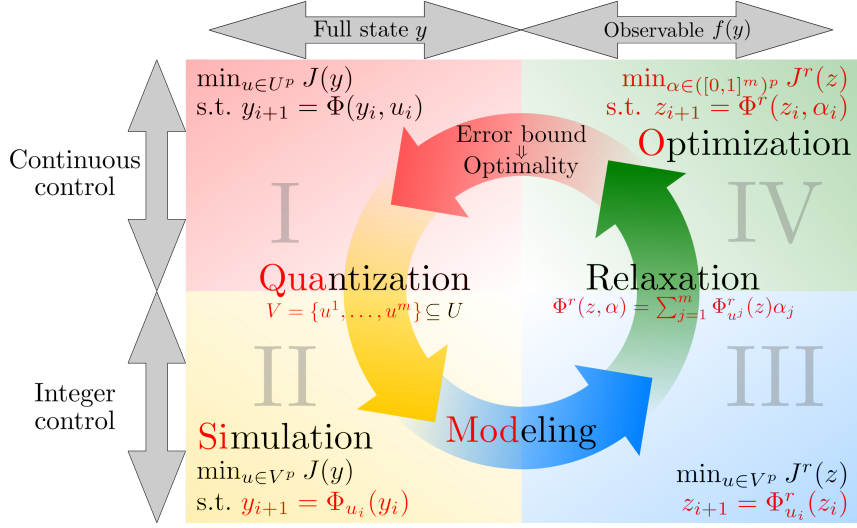 Full state y
Observable f(y)
min_{u∈U^p} J(y)
s.t. y_{i+1} = Φ(y_i, u_i)
min_{α∈([0,1]^m)^p} J^r(z)
s.t. z_{i+1} = Φ^r(z_i, α_i)
Optimization
Error bound
⇓
Optimality
Continuous
control
I
IV
Quantization
V = {u^1, . . . , u^m} ⊆ U
Relaxation
Φ^r(z, α) = ∑_{j=1}^m Φ^r_{u^j}(z)α_j
Integer
control
II
III
Simulation
min_{u∈V^p} J(y)
s.t. y_{i+1} = Φ_{u_i}(y_i)
Modeling
min_{u∈V^p} J^r(z)
z_{i+1} = Φ^r_{u_i}(z_i)